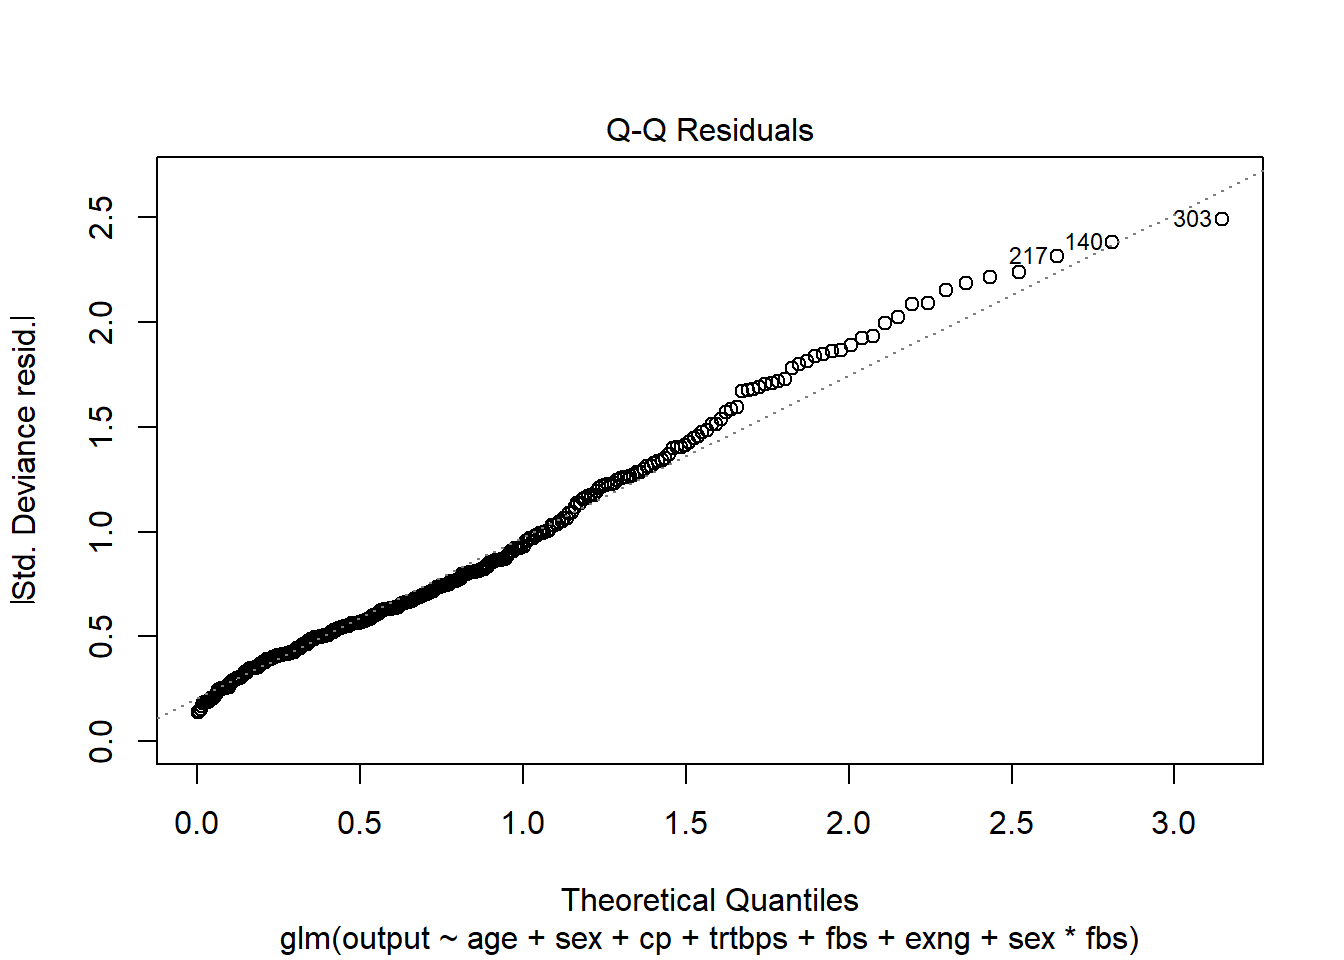 Q-Q Residuals
|Std. Deviance resid.|
2.5
2.0
1.5
1.0
0.5
0.0
303
140
217
0.0 0.5 1.0 1.5 2.0 2.5 3.0
Theoretical Quantiles
glm(output ~ age + sex + cp + trtbps + fbs + exng + sex * fbs)